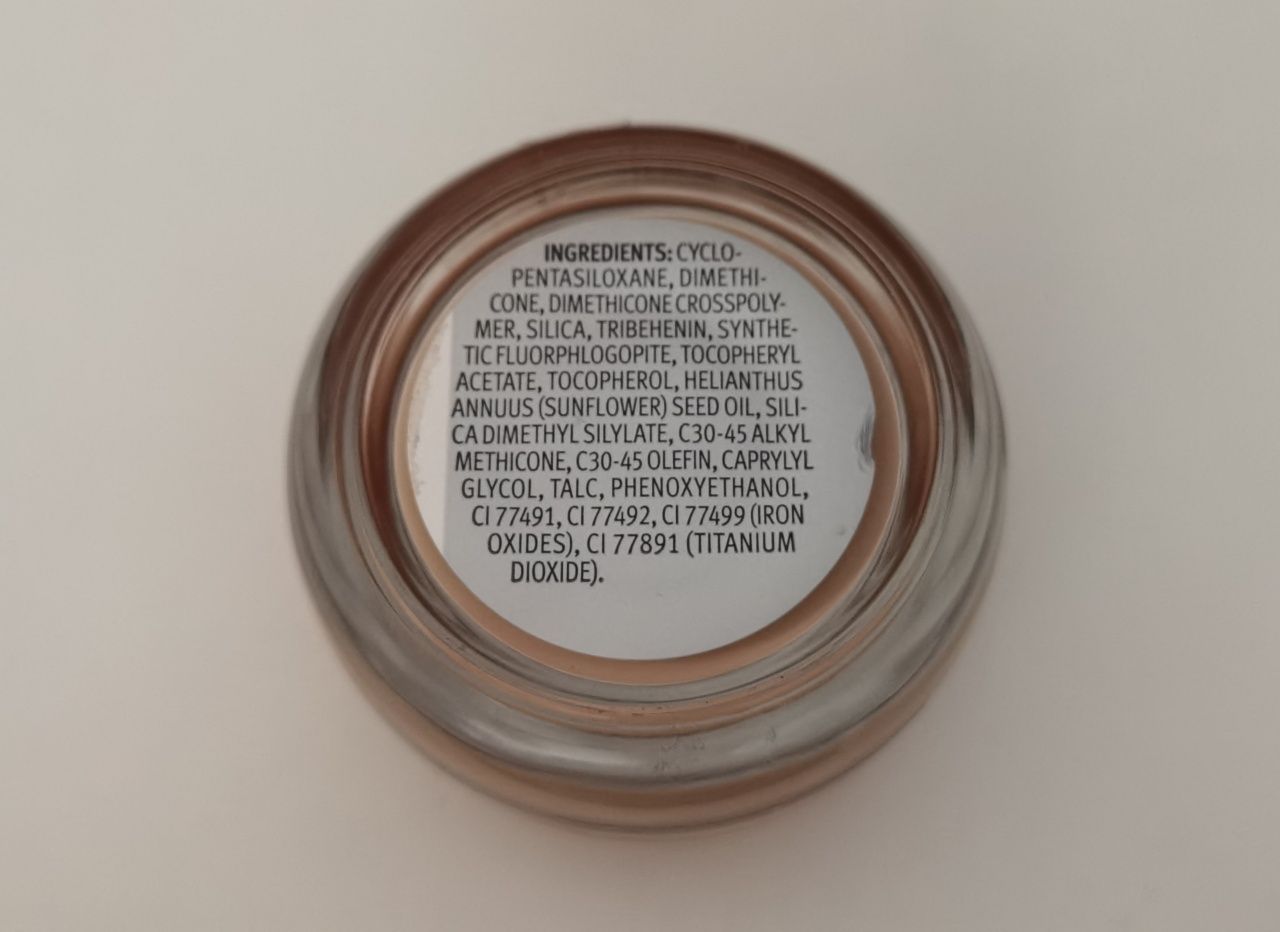 INGREDIENTS: CYCLO-
PENTASILOXANE, DIMETHI-
CONE, DIMETHICONE CROSSPOLY-
MER, SILICA, TRIBEHENIN, SYNTHE-
TIC FLUORPHLOGOPITE, TOCOPHERYL
ACETATE, TOCOPHEROL, HELIANTHUS
ANNUUS (SUNFLOWER) SEED OIL, SILI-
CA DIMETHYL SILYLATE, C30-45 ALKYL
METHICONE, C30-45 OLEFIN, CAPRYLYL
GLYCOL, TALC, PHENOXYETHANOL,
CI 77491, CI 77492, CI 77499 (IRON
OXIDES), CI 77891 (TITANIUM
DIOXIDE).